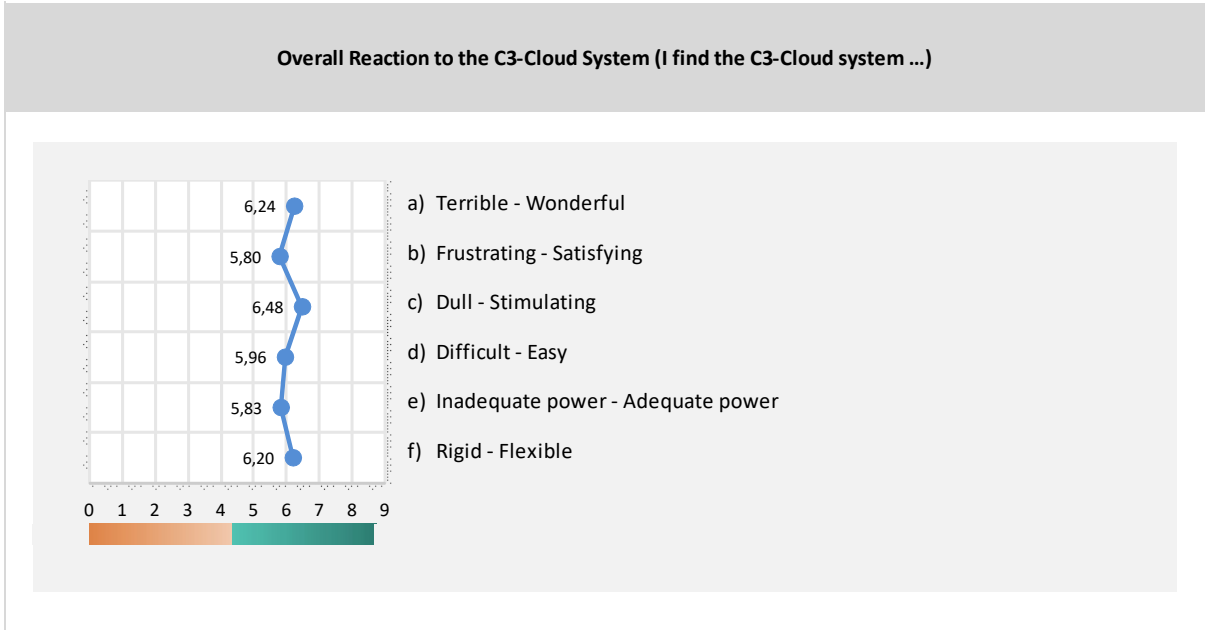 Overall Reaction to the C3-Cloud System (I find the C3-Cloud system ...)
6,24 a) Terrible - Wonderful
5,80 b) Frustrating - Satisfying
6,48 c) Dull - Stimulating
5,96 d) Difficult - Easy
5,83 e) Inadequate power - Adequate power
6,20 f) Rigid - Flexible
0 1 2 3 4 5 6 7 8 9